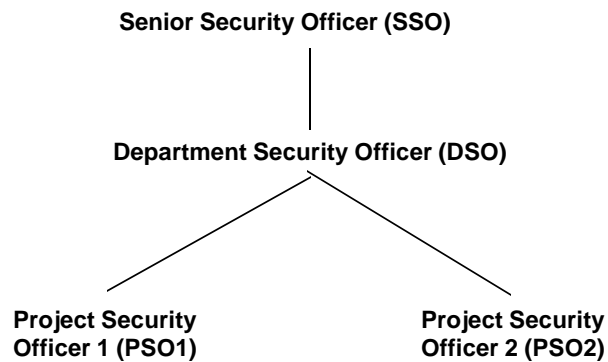 Senior Security Officer (SSO)
Department Security Officer (DSO)
Project Security
Officer 1 (PSO1)
Project Security
Officer 2 (PSO2)